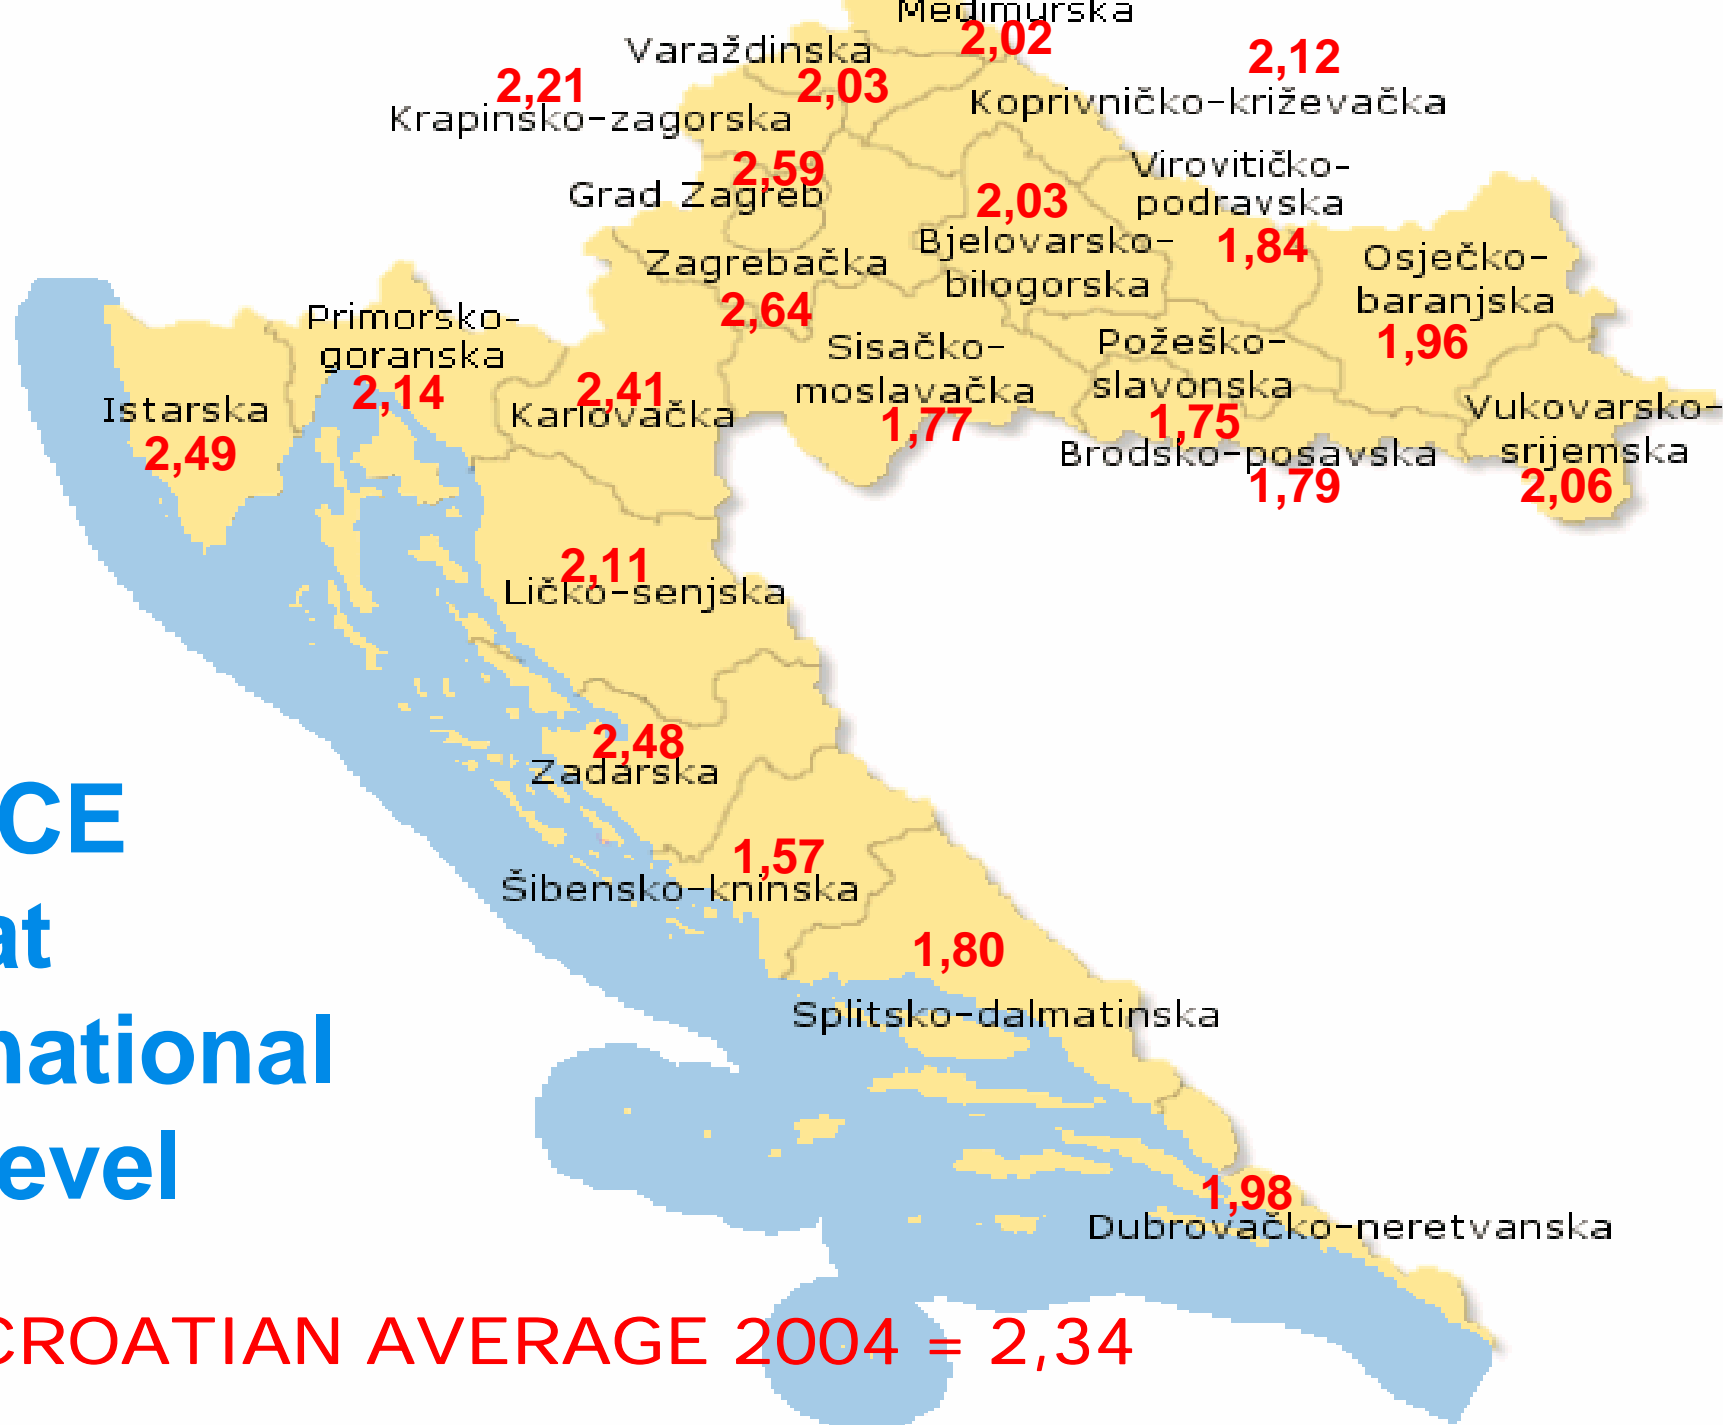 Međimurska
2,02
Varaždinska
2,03
2,12
Koprivničko-križevačka
2,21
Krapinsko-zagorska
2,59
Grad Zagreb
Virovitičko-
podravska
1,84
2,03
Bjelovarsko-
bilogorska
Zagrebačka
2,64
Osječko-
baranjska
1,96
Primorsko-
goranska
2,14
Sisačko-
moslavačka
1,77
Požeško-
slavonska
1,75
Istarska
2,49
2,41
Karlovačka
Vukovarsko-
srijemska
2,06
Brodsko-posavska
1,79
2,11
Ličko-senjska
2,48
Zadarska
1,57
Šibensko-kninska
1,80
Splitsko-dalmatinska
1,98
Dubrovačko-neretvanska
CE
at
national
evel
CROATIAN AVERAGE 2004 = 2,34